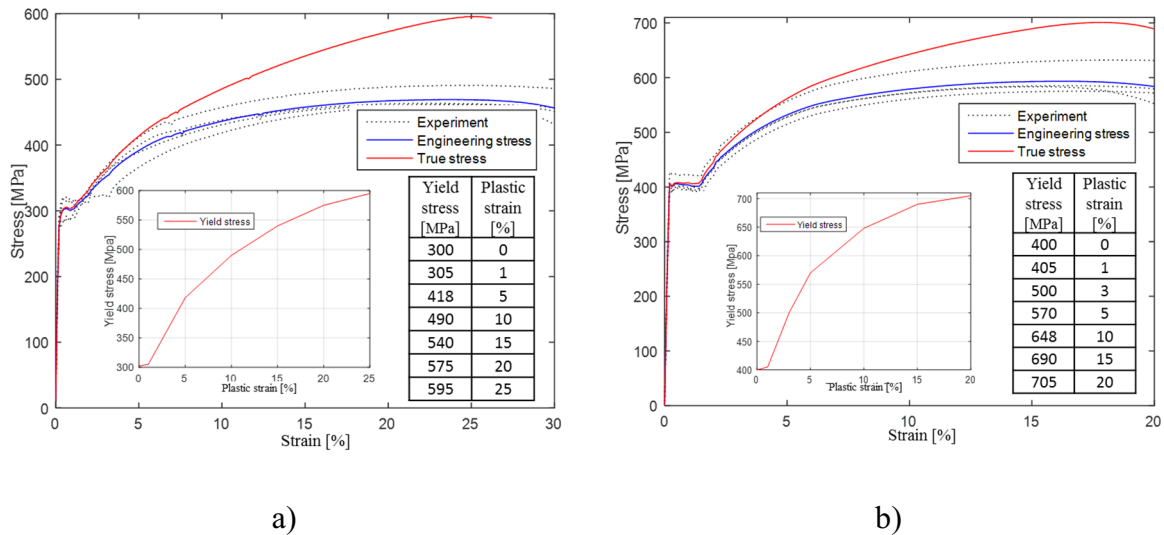 600
500
400
300
200
100
0
Stress [MPa]
0 5 10 15 20 25 30
Strain [%]
Experiment
Engineering stress
True stress
Yield Plastic
stress strain
[MPa] [%]
300 0
305 1
418 5
490 10
540 15
575 20
595 25
600
550
500
450
400
350
300
Yield stress [Mpa]
Yield stress
0 5 10 15 20 25
Plastic strain [%]
a)
700
600
500
400
300
200
100
0
Stress [MPa]
0 5 10 15 20
Strain [%]
Experiment
Engineering stress
True stress
Yield Plastic
stress strain
[MPa] [%]
400 0
405 1
500 3
570 5
648 10
690 15
705 20
700
650
600
550
500
450
400
Yield stress [Mpa]
Yield stress
0 5 10 15 20
Plastic strain [%]
b)